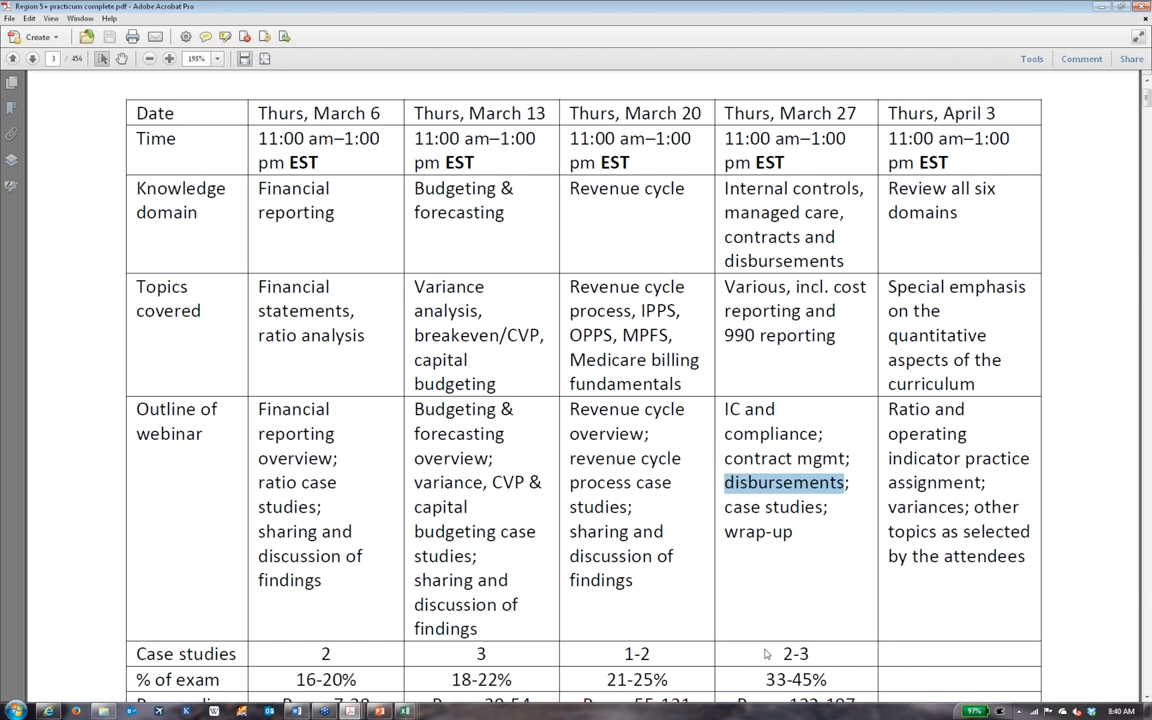 Region 5+ practicum complete.pdf - Adobe Acrobat Pro
File Edit View Window Help
Create
3 / 456 198% Tools Comment Share
Date Thurs, March 6 Thurs, March 13 Thurs, March 20 Thurs, March 27 Thurs, April 3
Time 11:00 am–1:00 11:00 am–1:00 11:00 am–1:00 11:00 am–1:00 11:00 am–1:00
pm EST pm EST pm EST pm EST pm EST
Knowledge Financial Budgeting & Revenue cycle Internal controls, Review all six
domain reporting forecasting managed care, domains
contracts and
disbursements
Topics Financial Variance Revenue cycle Various, incl. cost Special emphasis
covered statements, analysis, process, IPPS, reporting and on the
ratio analysis breakeven/CVP, OPPS, MPFS, 990 reporting quantitative
capital Medicare billing aspects of the
budgeting fundamentals curriculum
Outline of Financial Budgeting & Revenue cycle IC and Ratio and
webinar reporting forecasting overview; compliance; operating
overview; overview; revenue cycle contract mgmt; indicator practice
ratio case variance, CVP & process case disbursements; assignment;
studies; capital studies; case studies; variances; other
sharing and budgeting case sharing and wrap-up topics as selected
discussion of studies; discussion of by the attendees
findings sharing and findings
discussion of
findings
Case studies 2 3 1-2 2-3
% of exam 16-20% 18-22% 21-25% 33-45%
97% 8:40 AM